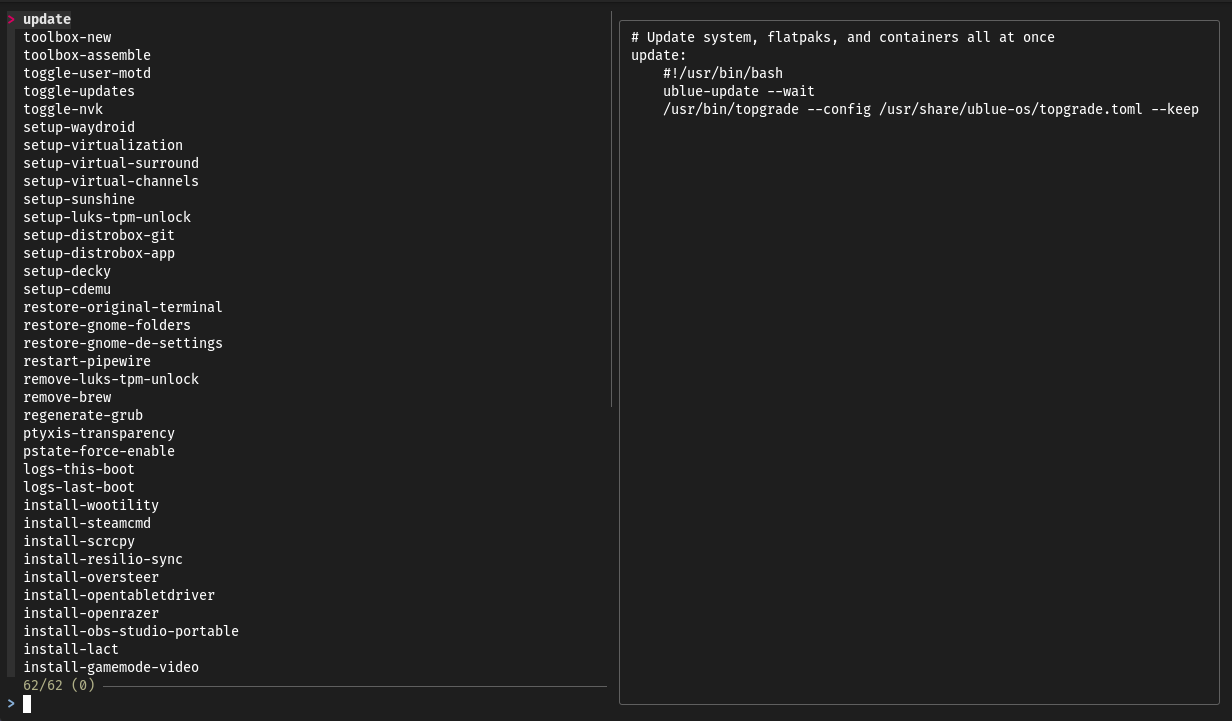 > update
toolbox-new
toolbox-assemble
toggle-user-motd
toggle-updates
toggle-nvk
setup-waydroid
setup-virtualization
setup-virtual-surround
setup-virtual-channels
setup-sunshine
setup-luks-tpm-unlock
setup-distrobox-git
setup-distrobox-app
setup-decky
setup-cdemu
restore-original-terminal
restore-gnome-folders
restore-gnome-de-settings
restart-pipewire
remove-luks-tpm-unlock
remove-brew
regenerate-grub
ptyxis-transparency
pstate-force-enable
logs-this-boot
logs-last-boot
install-wootility
install-steamcmd
install-scrcpy
install-resilio-sync
install-oversteer
install-opentabletdriver
install-openrazer
install-obs-studio-portable
install-lact
install-gamemode-video
62/62 (0)
>
# Update system, flatpaks, and containers all at once
update:
    #!/usr/bin/bash
    ublue-update --wait
    /usr/bin/topgrade --config /usr/share/ublue-os/topgrade.toml --keep